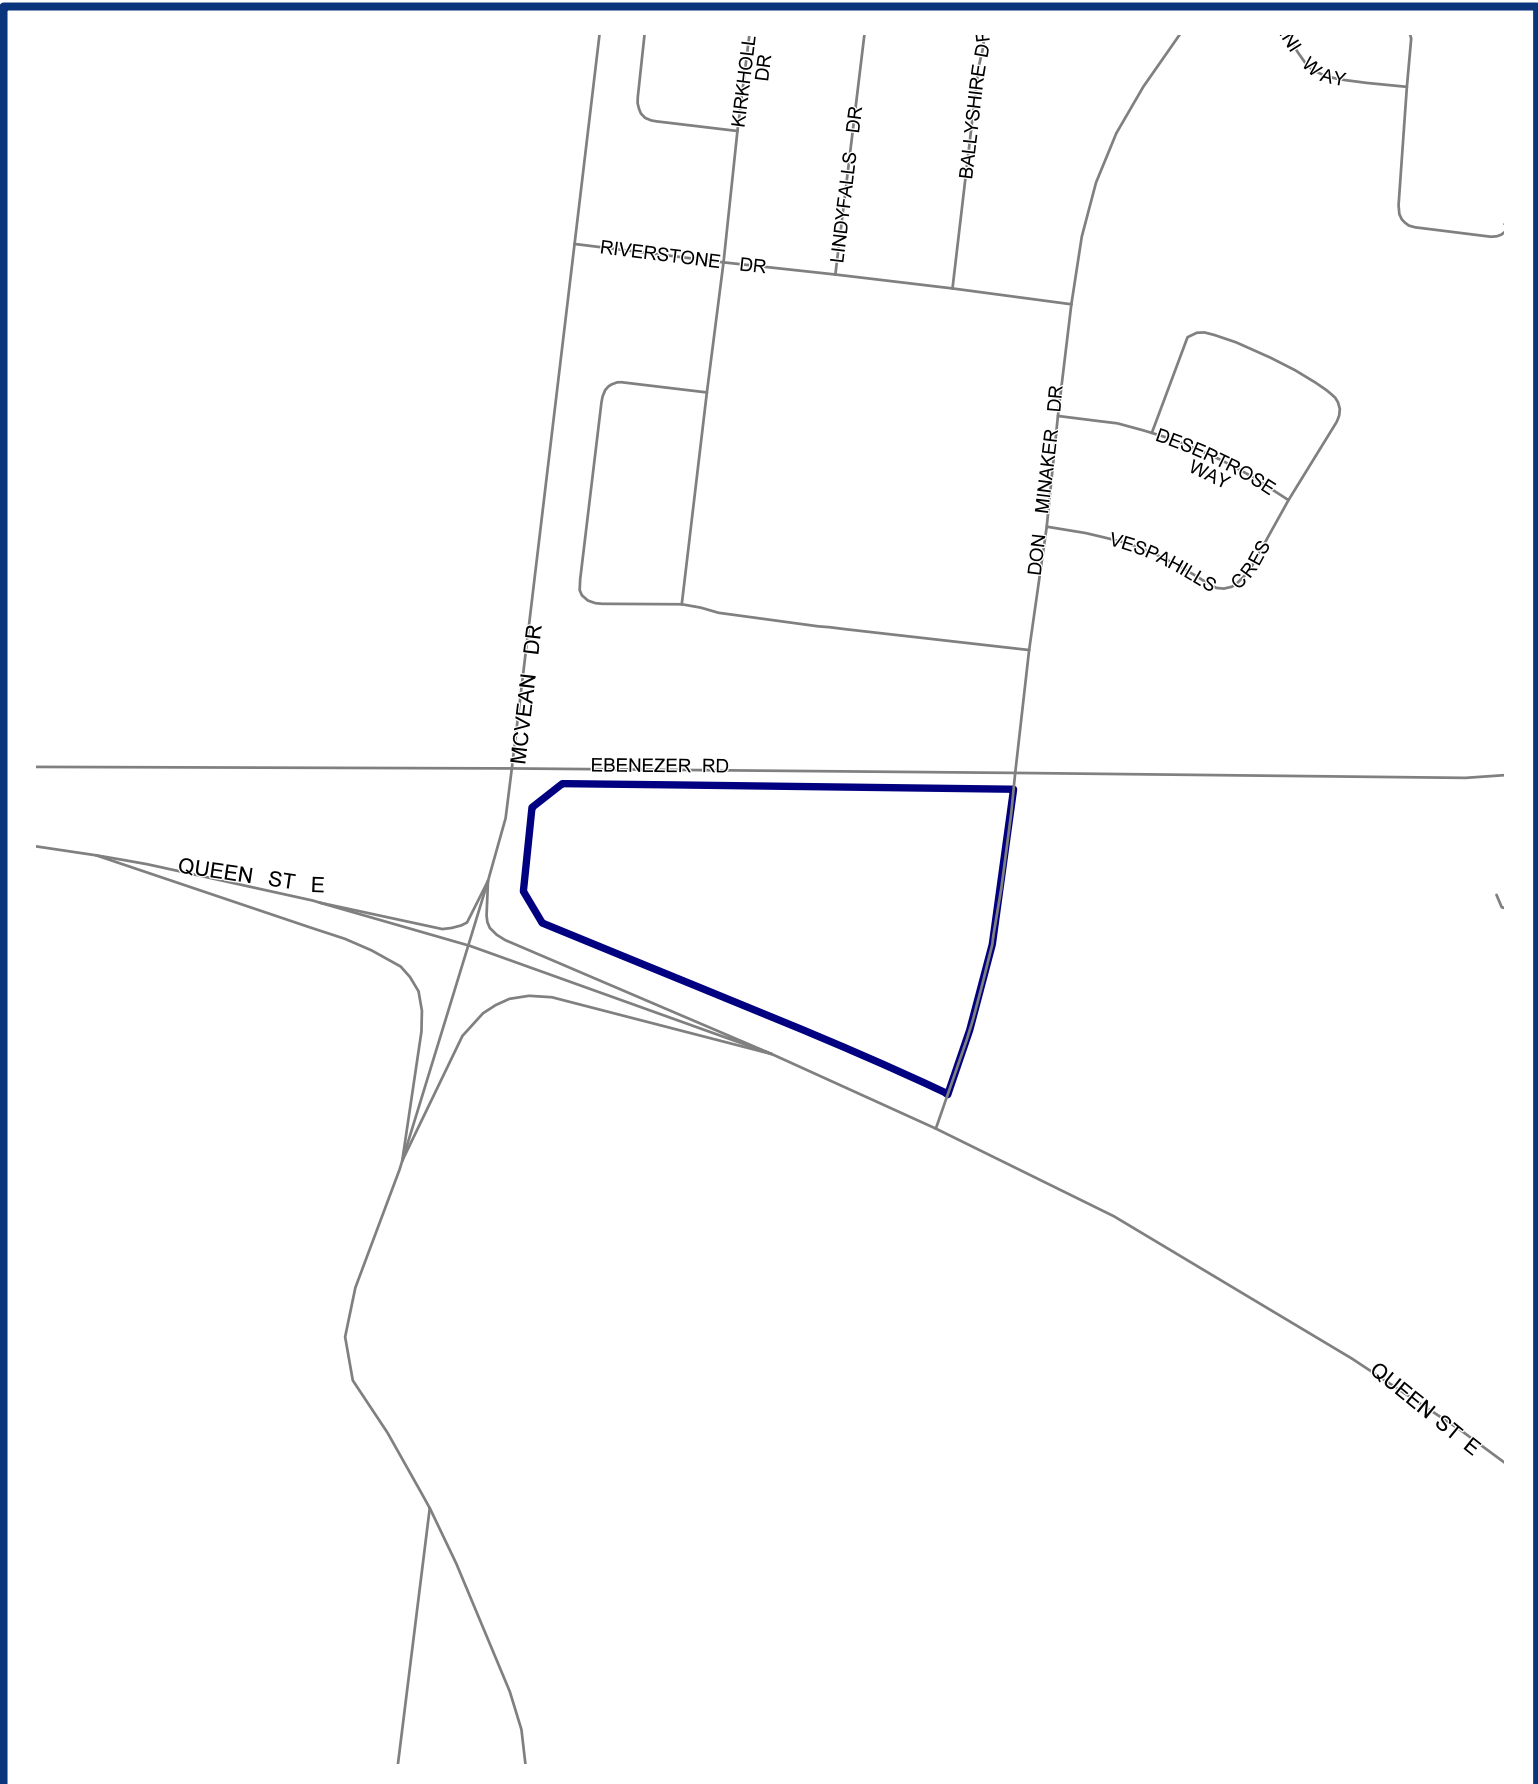 KIRKHOLL
DR
LINDYFALLS DR
BALLYSHIRE
WAY
RIVERSTONE DR
DON MINAKER DR
DESERTROSE
WAY
VESPAHILLS CRES
MCVEAN DR
EBENEZER RD
QUEEN ST E
QUEEN ST E